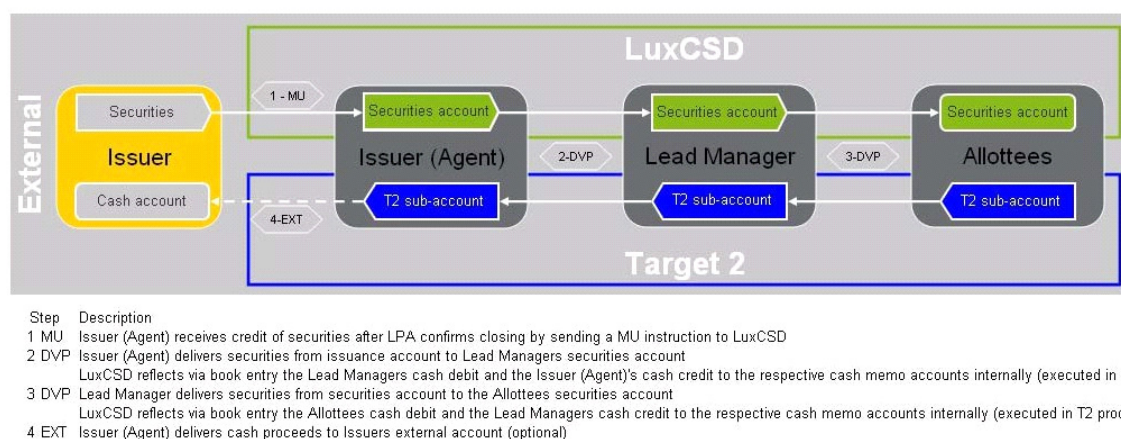 LuxCSD
External
1 - MU
Securities
Securities account
Securities account
Securities account
Issuer
Issuer (Agent)
2-DVP
Lead Manager
3-DVP
Allottees
Cash account
T2 sub-account
T2 sub-account
T2 sub-account
4-EXT
Target 2
Step Description
1 MU Issuer (Agent) receives credit of securities after LPA confirms closing by sending a MU instruction to LuxCSD
2 DVP Issuer (Agent) delivers securities from issuance account to Lead Managers securities account
LuxCSD reflects via book entry the Lead Managers cash debit and the Issuer (Agent)'s cash credit to the respective cash memo accounts internally (executed in
3 DVP Lead Manager delivers securities from securities account to the Allottees securities account
LuxCSD reflects via book entry the Allottees cash debit and the Lead Managers cash credit to the respective cash memo accounts internally (executed in T2
4 EXT Issuer (Agent) delivers cash proceeds to Issuers external account (optional)